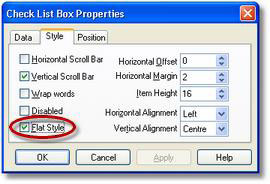 Check List Box Properties
Data Style Position
Horizontal Scroll Bar
Vertical Scroll Bar
Wrap words
Disabled
Flat Style
Horizontal Offset 0
Horizontal Margin 2
Item Height 16
Horizontal Alignment Left
Vertical Alignment Centre
OK Cancel Apply Help